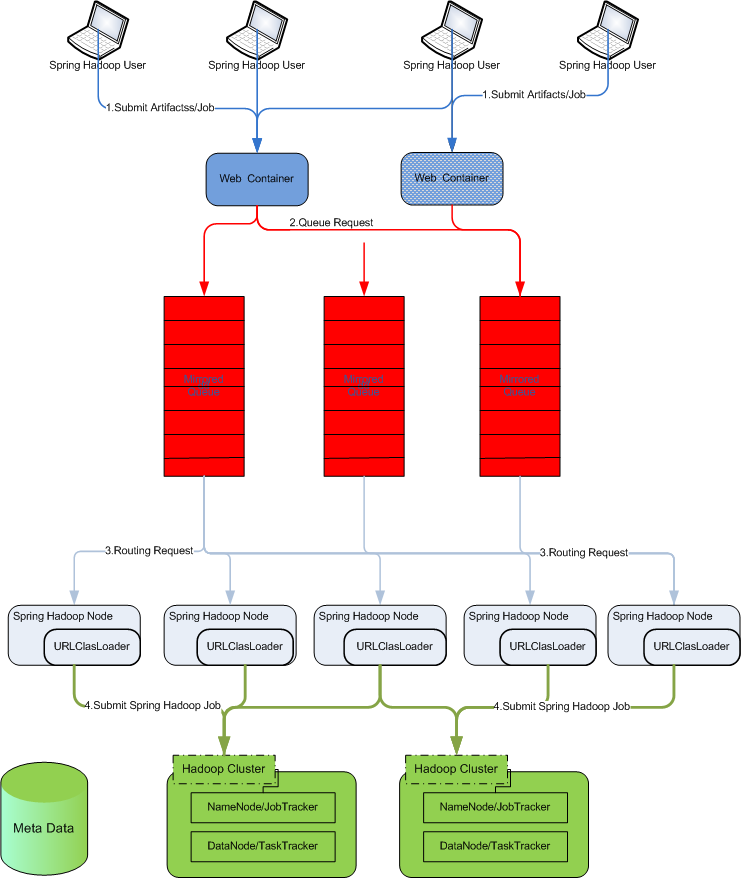 Spring Hadoop User
Spring Hadoop User
Spring Hadoop User
Spring Hadoop User
1.Submit Artifactss/Job
1.Submit Artifacts/Job
Web Container
Web Container
2.Queue Request
Queue
Queue
Queue
3.Routing Request
3.Routing Request
Spring Hadoop Node
Spring Hadoop Node
Spring Hadoop Node
Spring Hadoop Node
Spring Hadoop Node
URLClasLoader
URLClasLoader
URLClasLoader
URLClasLoader
URLClasLoader
4.Submit Spring Hadoop Job
4.Submit Spring Hadoop Job
Hadoop Cluster
Hadoop Cluster
NameNode/JobTracker
NameNode/JobTracker
Meta Data
DataNode/TaskTracker
DataNode/TaskTracker